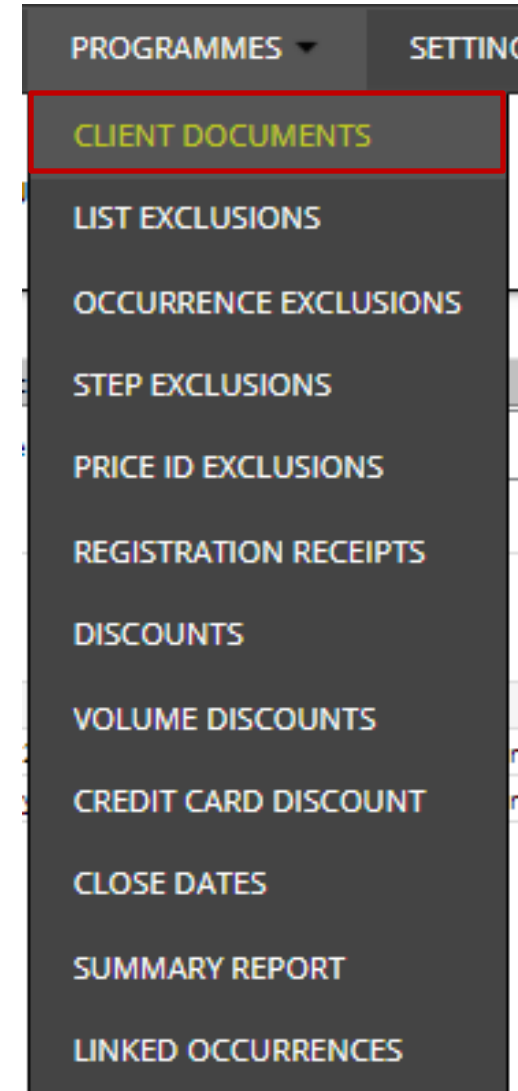 PROGRAMMES SETTING
CLIENT DOCUMENTS
LIST EXCLUSIONS
OCCURRENCE EXCLUSIONS
STEP EXCLUSIONS
PRICE ID EXCLUSIONS
REGISTRATION RECEIPTS
DISCOUNTS
VOLUME DISCOUNTS
CREDIT CARD DISCOUNT
CLOSE DATES
SUMMARY REPORT
LINKED OCCURRENCES